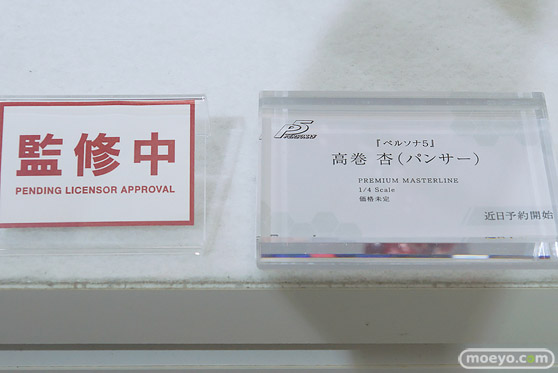 監修中
PENDING LICENSOR APPROVAL
P5
『ペルソナ5』
高巻 杏(パンサー)
PREMIUM MASTERLINE
1/4 Scale
価格未定
近日予約開始
moeyo.com